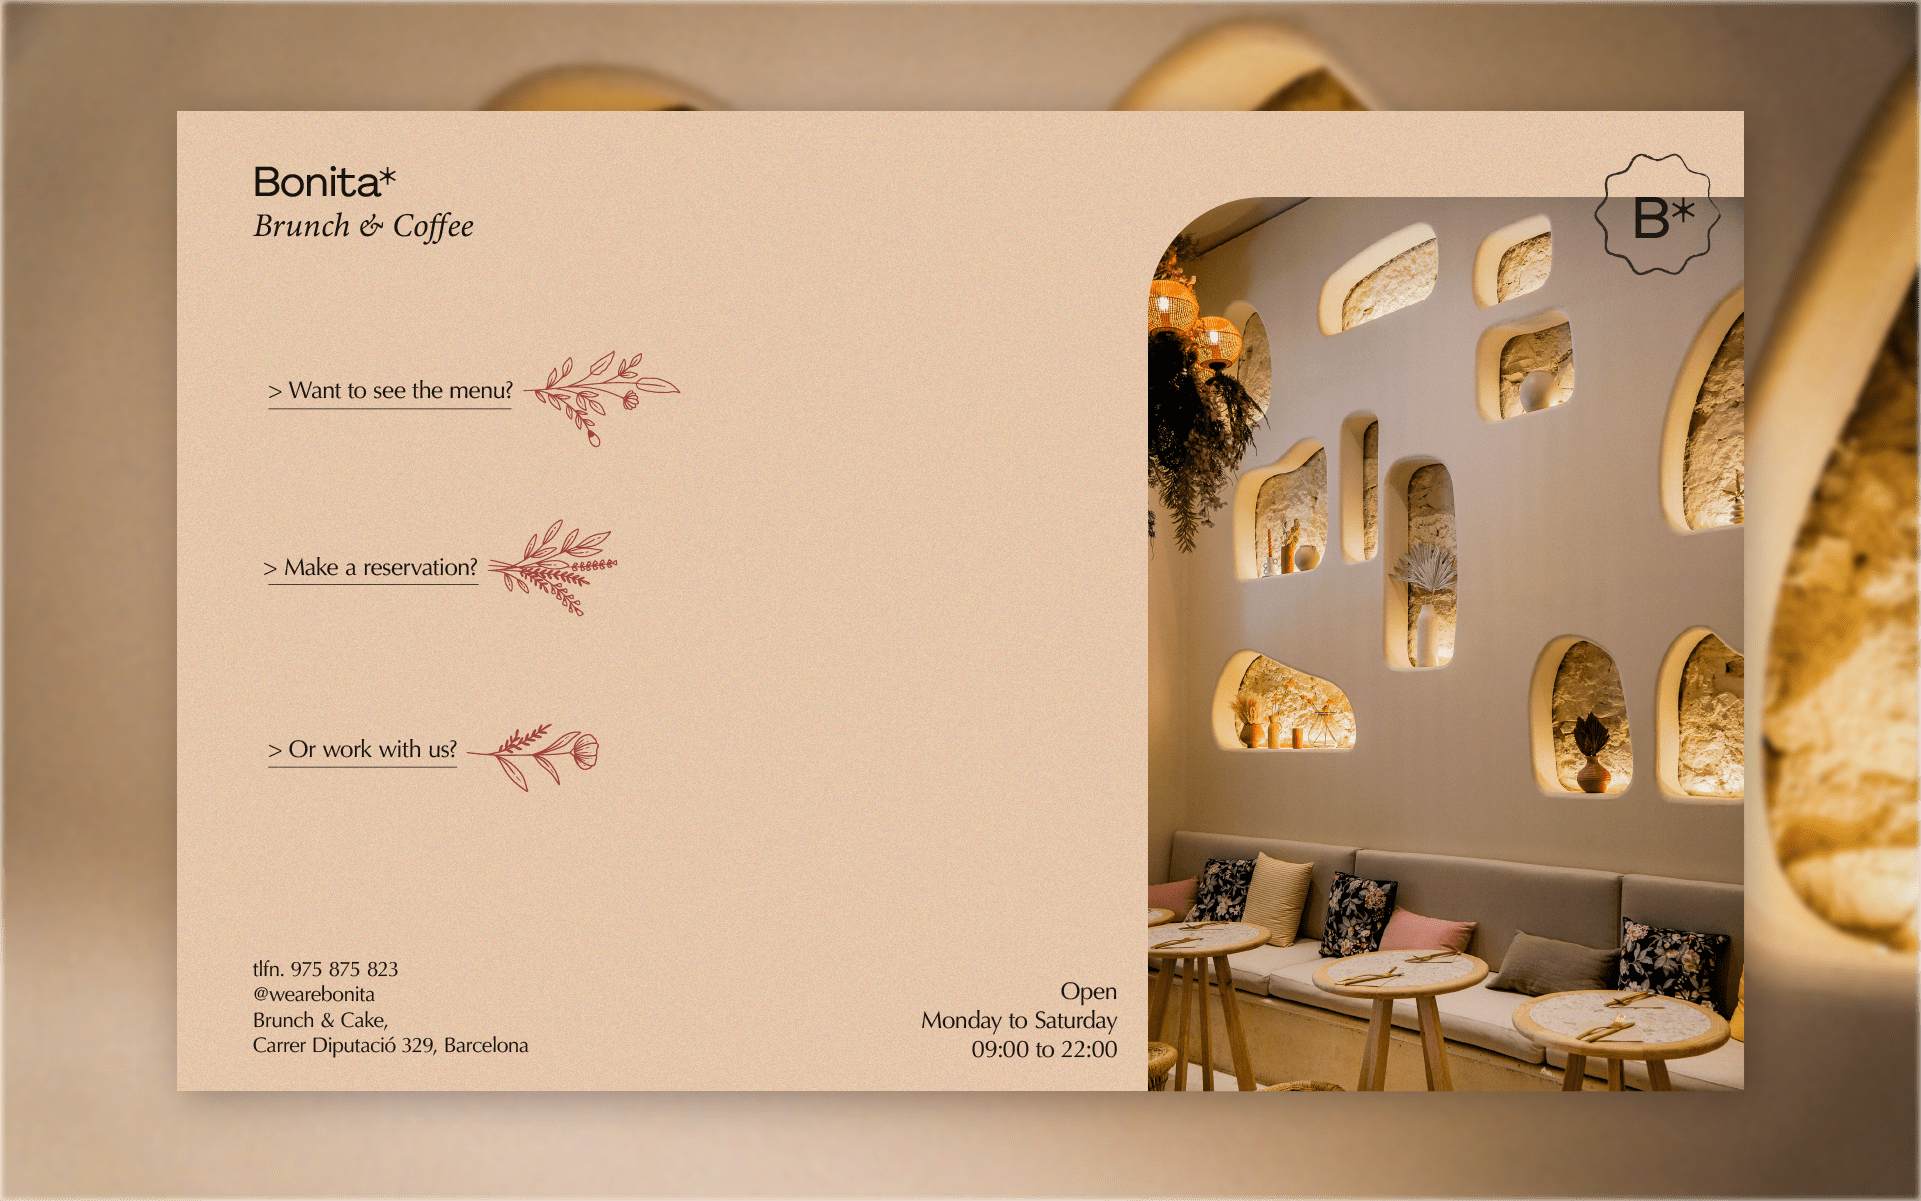 Bonita*
Brunch & Coffee
B*
> Want to see the menu?
> Make a reservation?
> Or work with us?
tlfn. 975 875 823
@wearebonita
Brunch & Cake,
Carrer Diputació 329, Barcelona
Open
Monday to Saturday
09:00 to 22:00